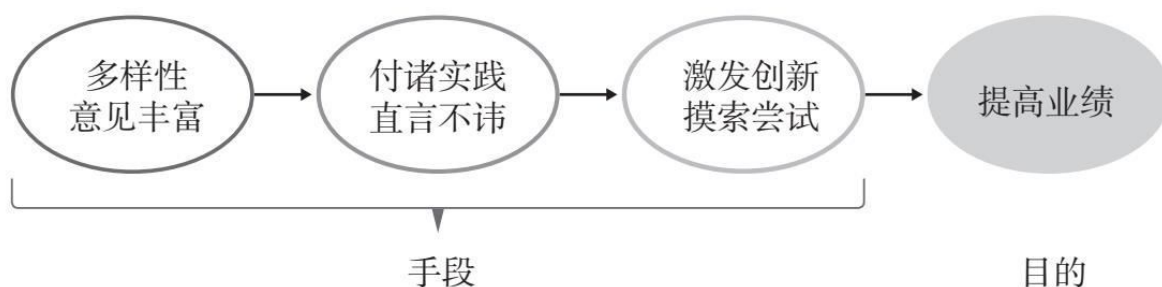 多样性
意见丰富
付诸实践
直言不讳
激发创新
摸索尝试
提高业绩
手段
目的